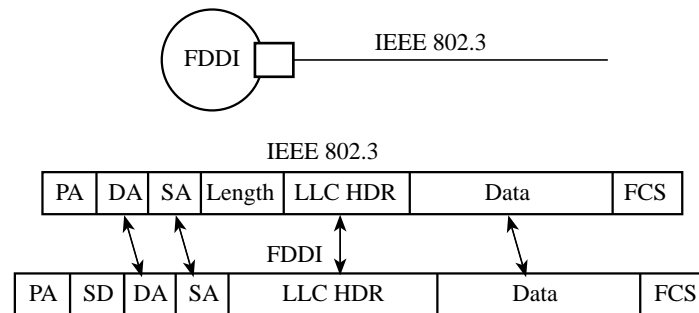 FDDI
IEEE 802.3
IEEE 802.3
PA DA SA Length LLC HDR Data FCS
FDDI
PA SD DA SA LLC HDR Data FCS